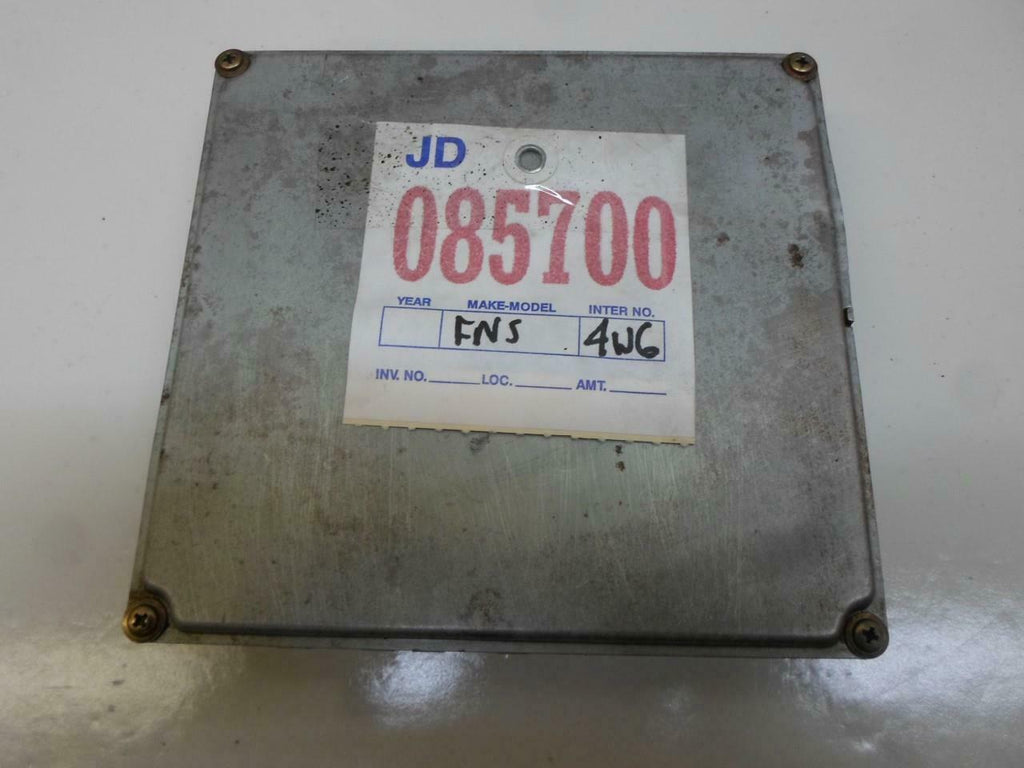 JD
085700
YEAR MAKE-MODEL INTER NO.
FNS 4W6
INV. NO. LOC. AMT.